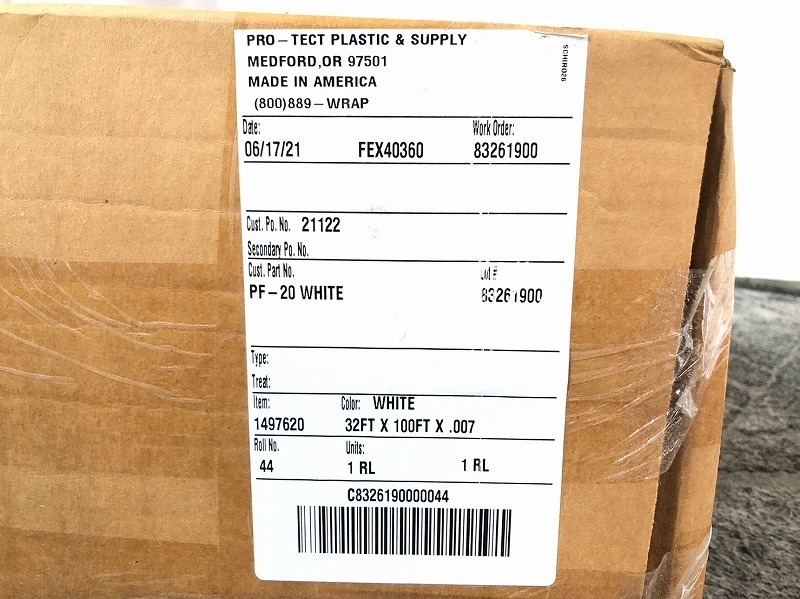 PRO-TECT PLASTIC & SUPPLY
MEDFORD,OR 97501
MADE IN AMERICA
(800)889-WRAP
SCHIRO26
Date: Work Order:
06/17/21 FEX40360 83261900
Cust. Po. No. 21122
Secondary Po. No.
Cust. Part No. Lot #
PF-20 WHITE 83261900
Type:
Treat:
Item: Color: WHITE
1497620 32FT X 100FT X .007
Roll No. Units:
44 1 RL 1 RL
C8326190000044